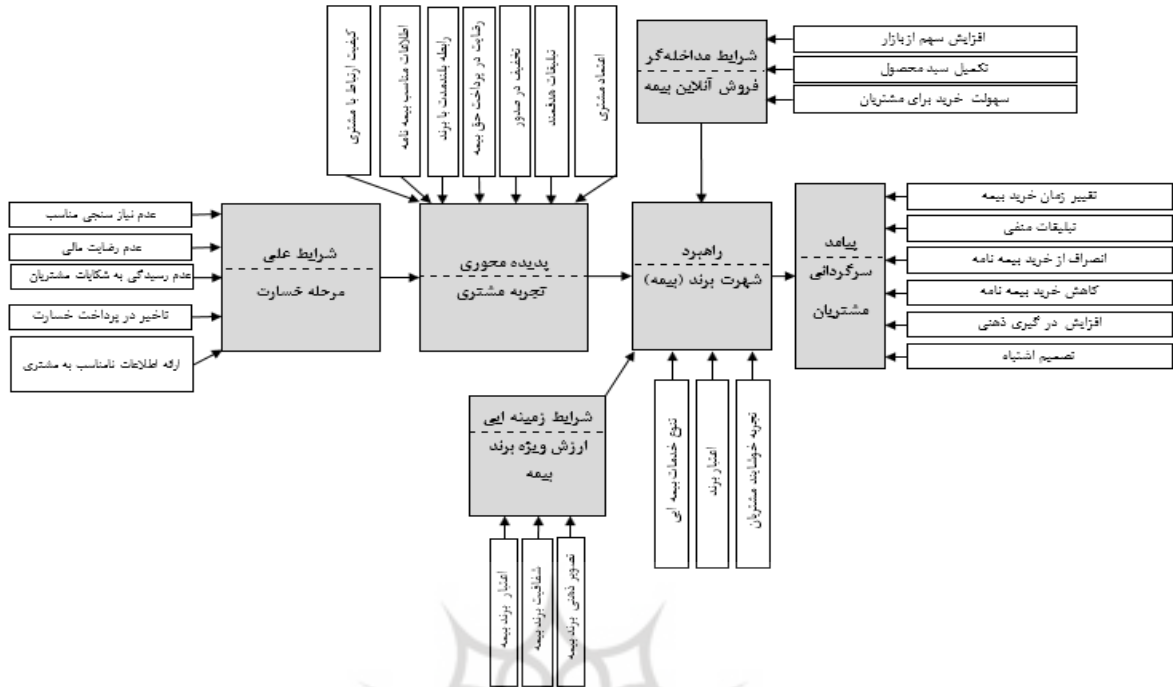 کیفیت ارتباط با مشتری
اطلاعات مناسب بیمه نامه
رابطه بلندمدت با برند
رضایت در پرداخت حق بیمه
تخفیف در صدور
تبلیقات هدفمند
اعتماد مشتری
شرایط مداخله‌گر
فروش آنلاین بیمه
افزایش سهم ازبازار
تکمیل سبد محصول
سهولت خرید برای مشتریان
عدم نیاز سنجی مناسب
عدم رضایت مالی
عدم رسیدگی به شکایات مشتریان
تاخیر در پرداخت خسارت
ارائه اطلاعات نامناسب به مشتری
شرایط علی
مرحله خسارت
پدیده محوری
تجربه مشتری
راهبرد
شهرت برند (بیمه)
پیامد
سرگردانی
مشتریان
تقییر زمان خرید بیمه
تبلیقات منفی
انصراف از خرید بیمه نامه
کاهش خرید بیمه نامه
افزایش در گیری ذهنی
تصمیم اشتباه
شرایط زمینه ایی
ارزش ویژه برند
بیمه
تنوع خدمات بیمه ایی
اعتبار برند
تجربه خوشایند مشتریان
اعتبار برند بیمه
شفافیت برند بیمه
تصویر ذهنی برند بیمه